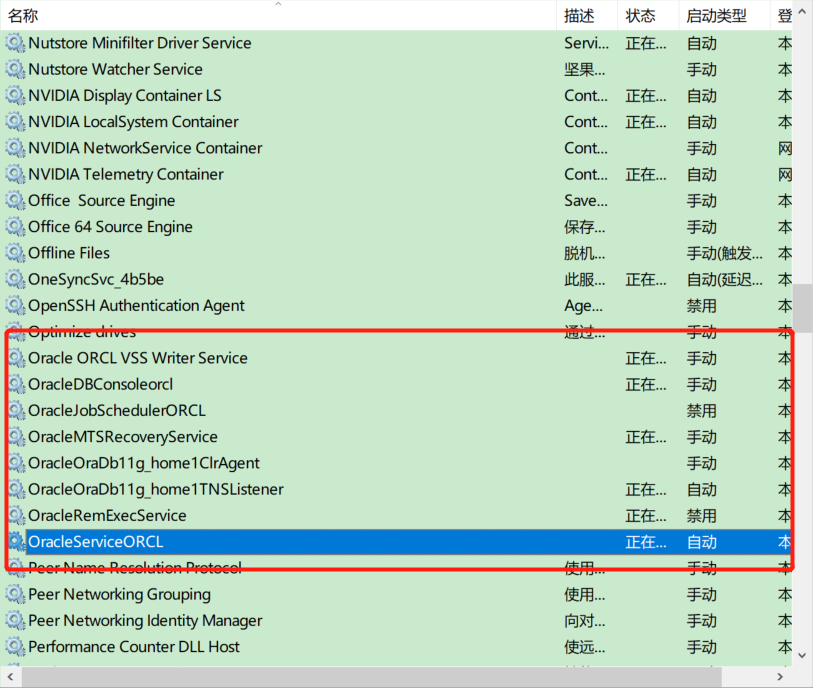 名称 描述 状态 启动类型 登
Nutstore Minifilter Driver Service Servi... 正在... 自动 本
Nutstore Watcher Service 坚果... 手动 本
NVIDIA Display Container LS Cont... 正在... 自动 本
NVIDIA LocalSystem Container Cont... 正在... 自动 本
NVIDIA NetworkService Container Cont... 手动 网
NVIDIA Telemetry Container Cont... 正在... 自动 网
Office  Source Engine Save... 手动 本
Office 64 Source Engine 保存... 手动 本
Offline Files 脱机... 手动(触发... 本
OneSyncSvc_4b5be 此服... 正在... 自动(延迟... 本
OpenSSH Authentication Agent Age... 禁用 本
Optimize drives 通过... 手动 本
Oracle ORCL VSS Writer Service 正在... 手动 本
OracleDBConsoleorcl 正在... 手动 本
OracleJobSchedulerORCL 禁用 本
OracleMTSRecoveryService 正在... 手动 本
OracleOraDb11g_home1ClrAgent 手动 本
OracleOraDb11g_home1TNSListener 正在... 自动 本
OracleRemExecService 正在... 禁用 本
OracleServiceORCL 正在... 自动 本
Peer Name Resolution Protocol 使用... 手动 本
Peer Networking Grouping 使用... 手动 本
Peer Networking Identity Manager 向对... 手动 本
Performance Counter DLL Host 使远... 手动 本